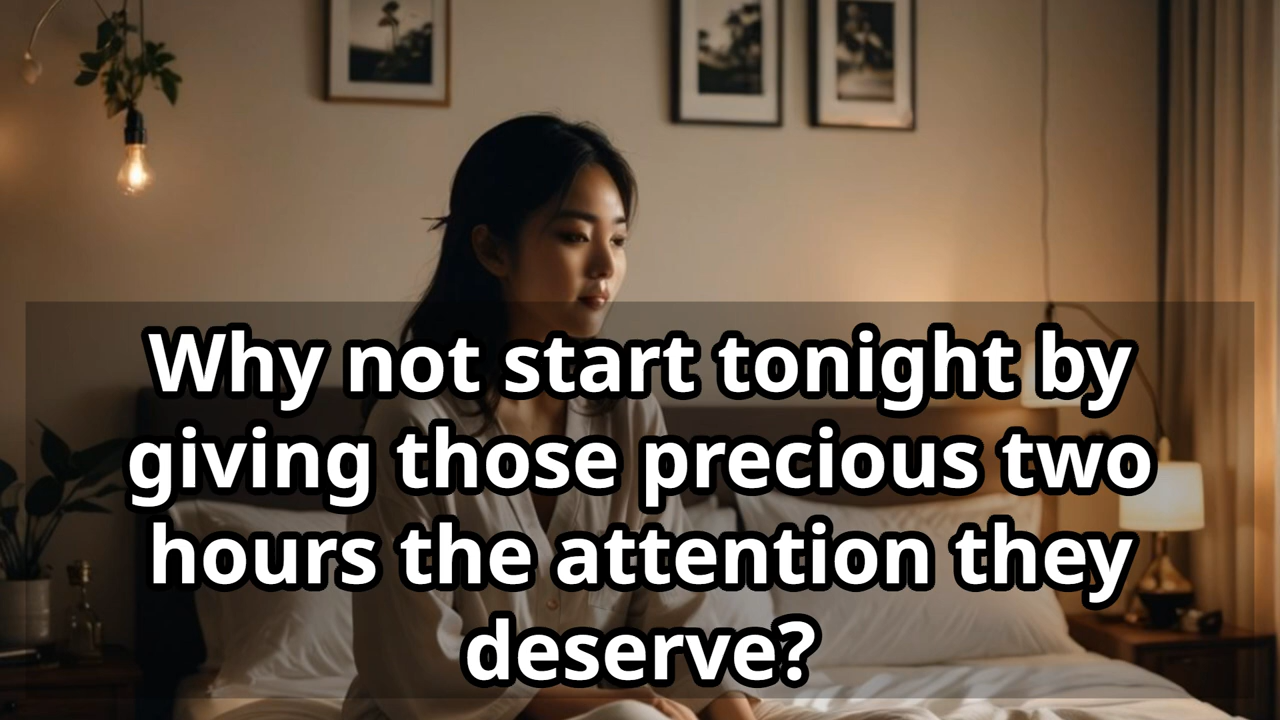 Why not start tonight by
giving those precious two
hours the attention they
deserve?